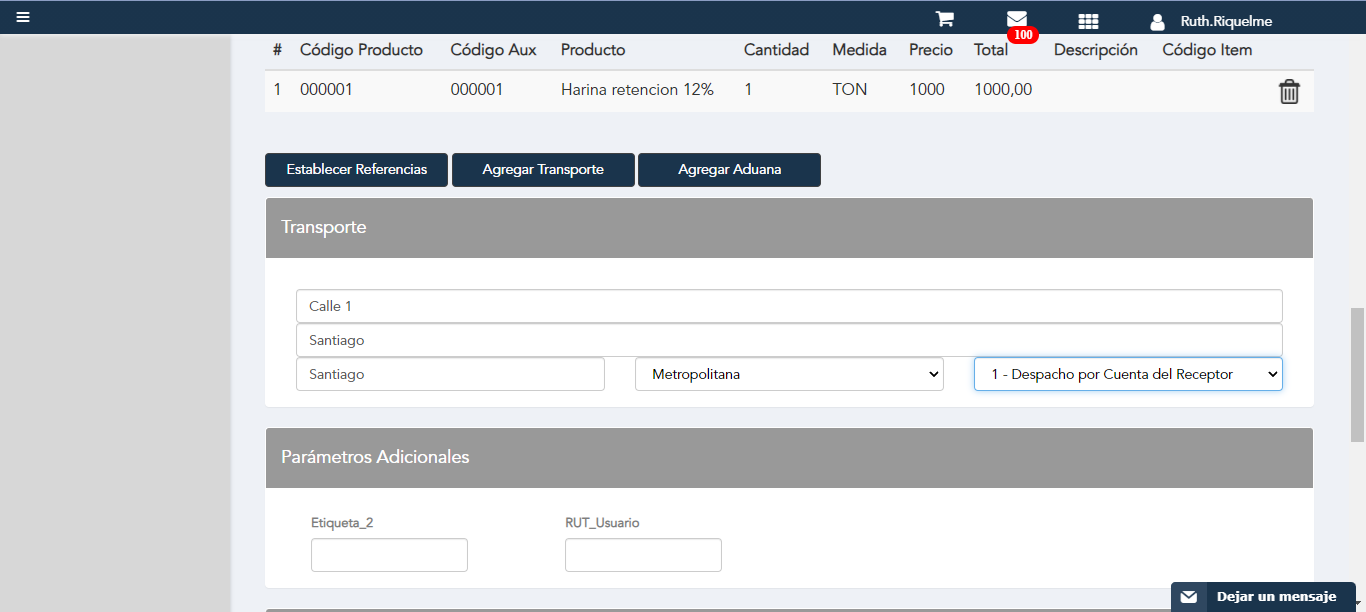 Ruth.Riquelme
100
# Código Producto Código Aux Producto Cantidad Medida Precio Total Descripción Código Item
1 000001 000001 Harina retencion 12% 1 TON 1000 1000,00
Establecer Referencias Agregar Transporte Agregar Aduana
Transporte
Calle 1
Santiago
Santiago Metropolitana 1 - Despacho por Cuenta del Receptor
Parámetros Adicionales
Etiqueta_2 RUT_Usuario
Dejar un mensaje